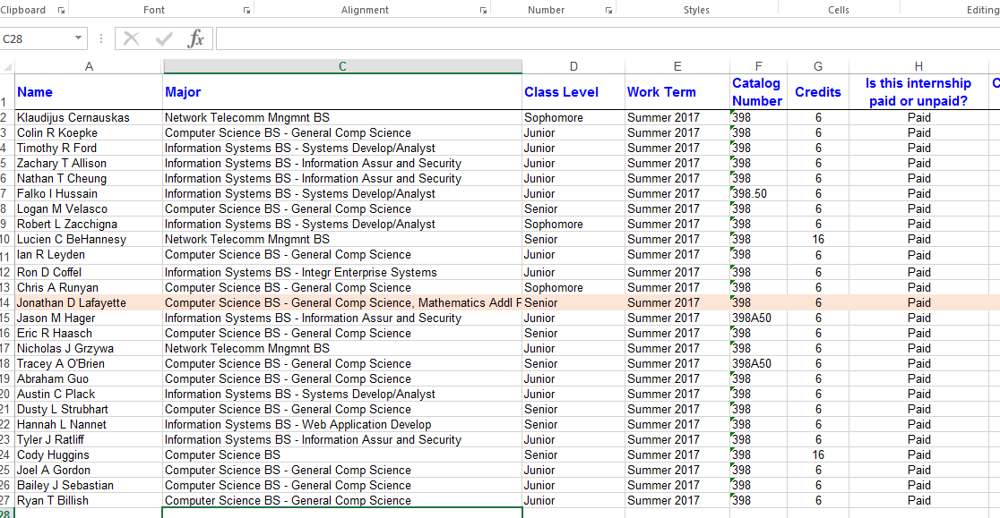 Clipboard Font Alignment Number Styles Cells Editing
C28 fx
A C D E F G H
1 Name Major Class Level Work Term Catalog Number Credits Is this internship paid or unpaid? C
2 Klaudijus Cernauskas Network Telecomm Mngmnt BS Sophomore Summer 2017 398 6 Paid
3 Colin R Koepke Computer Science BS - General Comp Science Junior Summer 2017 398 6 Paid
4 Timothy R Ford Information Systems BS - Systems Develop/Analyst Junior Summer 2017 398 6 Paid
5 Zachary T Allison Information Systems BS - Information Assur and Security Junior Summer 2017 398 6 Paid
6 Nathan T Cheung Information Systems BS - Information Assur and Security Junior Summer 2017 398 6 Paid
7 Falko I Hussain Information Systems BS - Systems Develop/Analyst Junior Summer 2017 398.50 6 Paid
8 Logan M Velasco Computer Science BS - General Comp Science Senior Summer 2017 398 6 Paid
9 Robert L Zacchigna Information Systems BS - Systems Develop/Analyst Sophomore Summer 2017 398 6 Paid
10 Lucien C BeHannesy Network Telecomm Mngmnt BS Senior Summer 2017 398 16 Paid
11 Ian R Leyden Computer Science BS - General Comp Science Junior Summer 2017 398 6 Paid
12 Ron D Coffel Information Systems BS - Integr Enterprise Systems Junior Summer 2017 398 6 Paid
13 Chris A Runyan Computer Science BS - General Comp Science Sophomore Summer 2017 398 6 Paid
14 Jonathan D Lafayette Computer Science BS - General Comp Science, Mathematics Addl F Senior Summer 2017 398 6 Paid
15 Jason M Hager Information Systems BS - Information Assur and Security Junior Summer 2017 398A50 6 Paid
16 Eric R Haasch Computer Science BS - General Comp Science Senior Summer 2017 398 6 Paid
17 Nicholas J Grzywa Network Telecomm Mngmnt BS Junior Summer 2017 398 6 Paid
18 Tracey A O'Brien Computer Science BS - General Comp Science Senior Summer 2017 398A50 6 Paid
19 Abraham Guo Computer Science BS - General Comp Science Junior Summer 2017 398 6 Paid
20 Austin C Plack Information Systems BS - Systems Develop/Analyst Junior Summer 2017 398 6 Paid
21 Dusty L Strubhart Computer Science BS - General Comp Science Senior Summer 2017 398 6 Paid
22 Hannah L Nannet Information Systems BS - Web Application Develop Senior Summer 2017 398 6 Paid
23 Tyler J Ratliff Information Systems BS - Information Assur and Security Junior Summer 2017 398 6 Paid
24 Cody Huggins Computer Science BS Senior Summer 2017 398 16 Paid
25 Joel A Gordon Computer Science BS - General Comp Science Junior Summer 2017 398 6 Paid
26 Bailey J Sebastian Computer Science BS - General Comp Science Junior Summer 2017 398 6 Paid
27 Ryan T Billish Computer Science BS - General Comp Science Junior Summer 2017 398 6 Paid
28